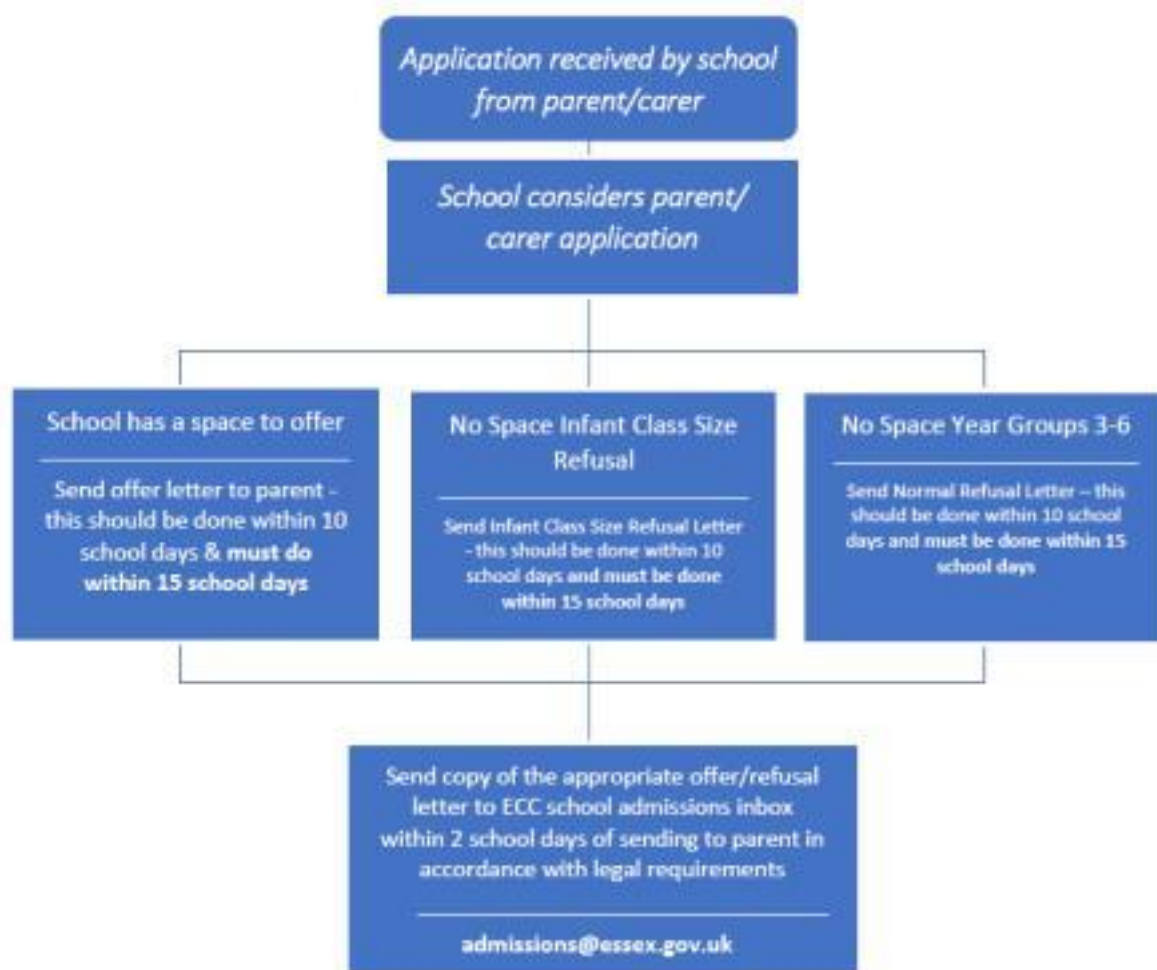 Application received by school
from parent/carer
School considers parent/
carer application
School has a space to offer
Send offer letter to parent -
this should be done within 10
school days & must do
within 15 school days
No Space Infant Class Size
Refusal
Send Infant Class Size Refusal Letter
- this should be done within 10
school days and must be done
within 15 school days
No Space Year Groups 3-6
Send Normal Refusal Letter – this
should be done within 10 school
days and must be done within 15
school days
Send copy of the appropriate offer/refusal
letter to ECC school admissions inbox
within 2 school days of sending to parent in
accordance with legal requirements
admissions@essex.gov.uk